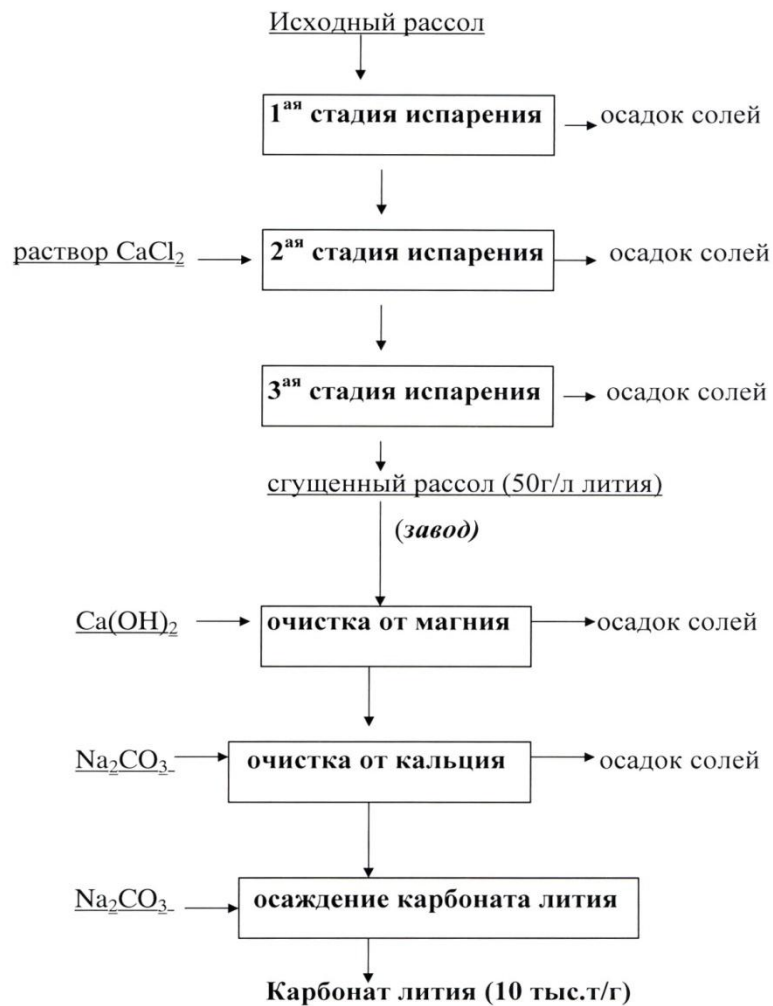 Исходный рассол
1ая стадия испарения
осадок солей
раствор CaCl2
2ая стадия испарения
осадок солей
3ая стадия испарения
осадок солей
сгущенный рассол (50г/л лития)
(завод)
Ca(OH)2
очистка от магния
осадок солей
Na2CO3
очистка от кальция
осадок солей
Na2CO3
осаждение карбоната лития
Карбонат лития (10 тыс.т/г)